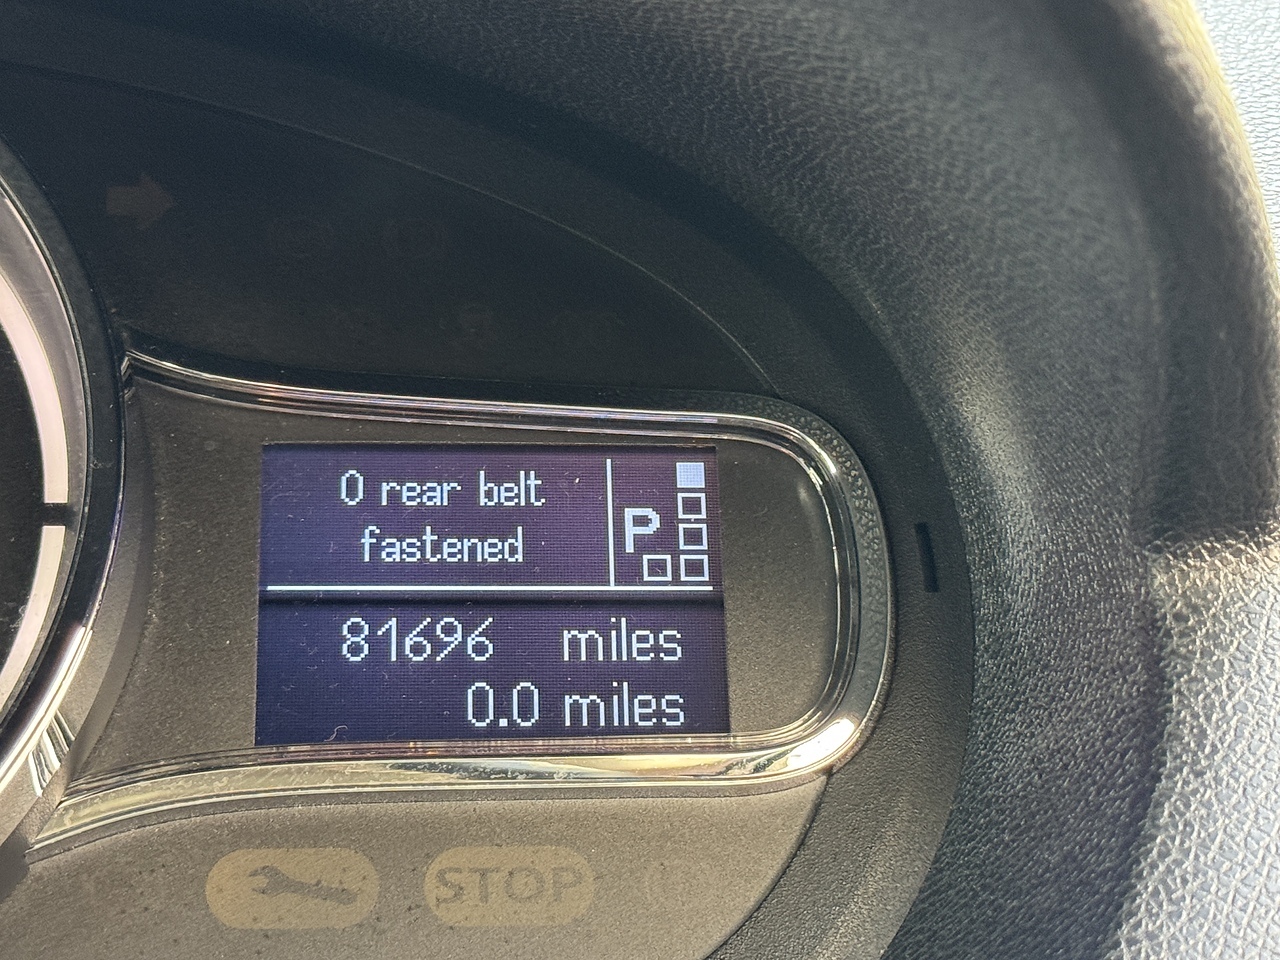 0 rear belt
fastened
P
81696 miles
0.0 miles
STOP